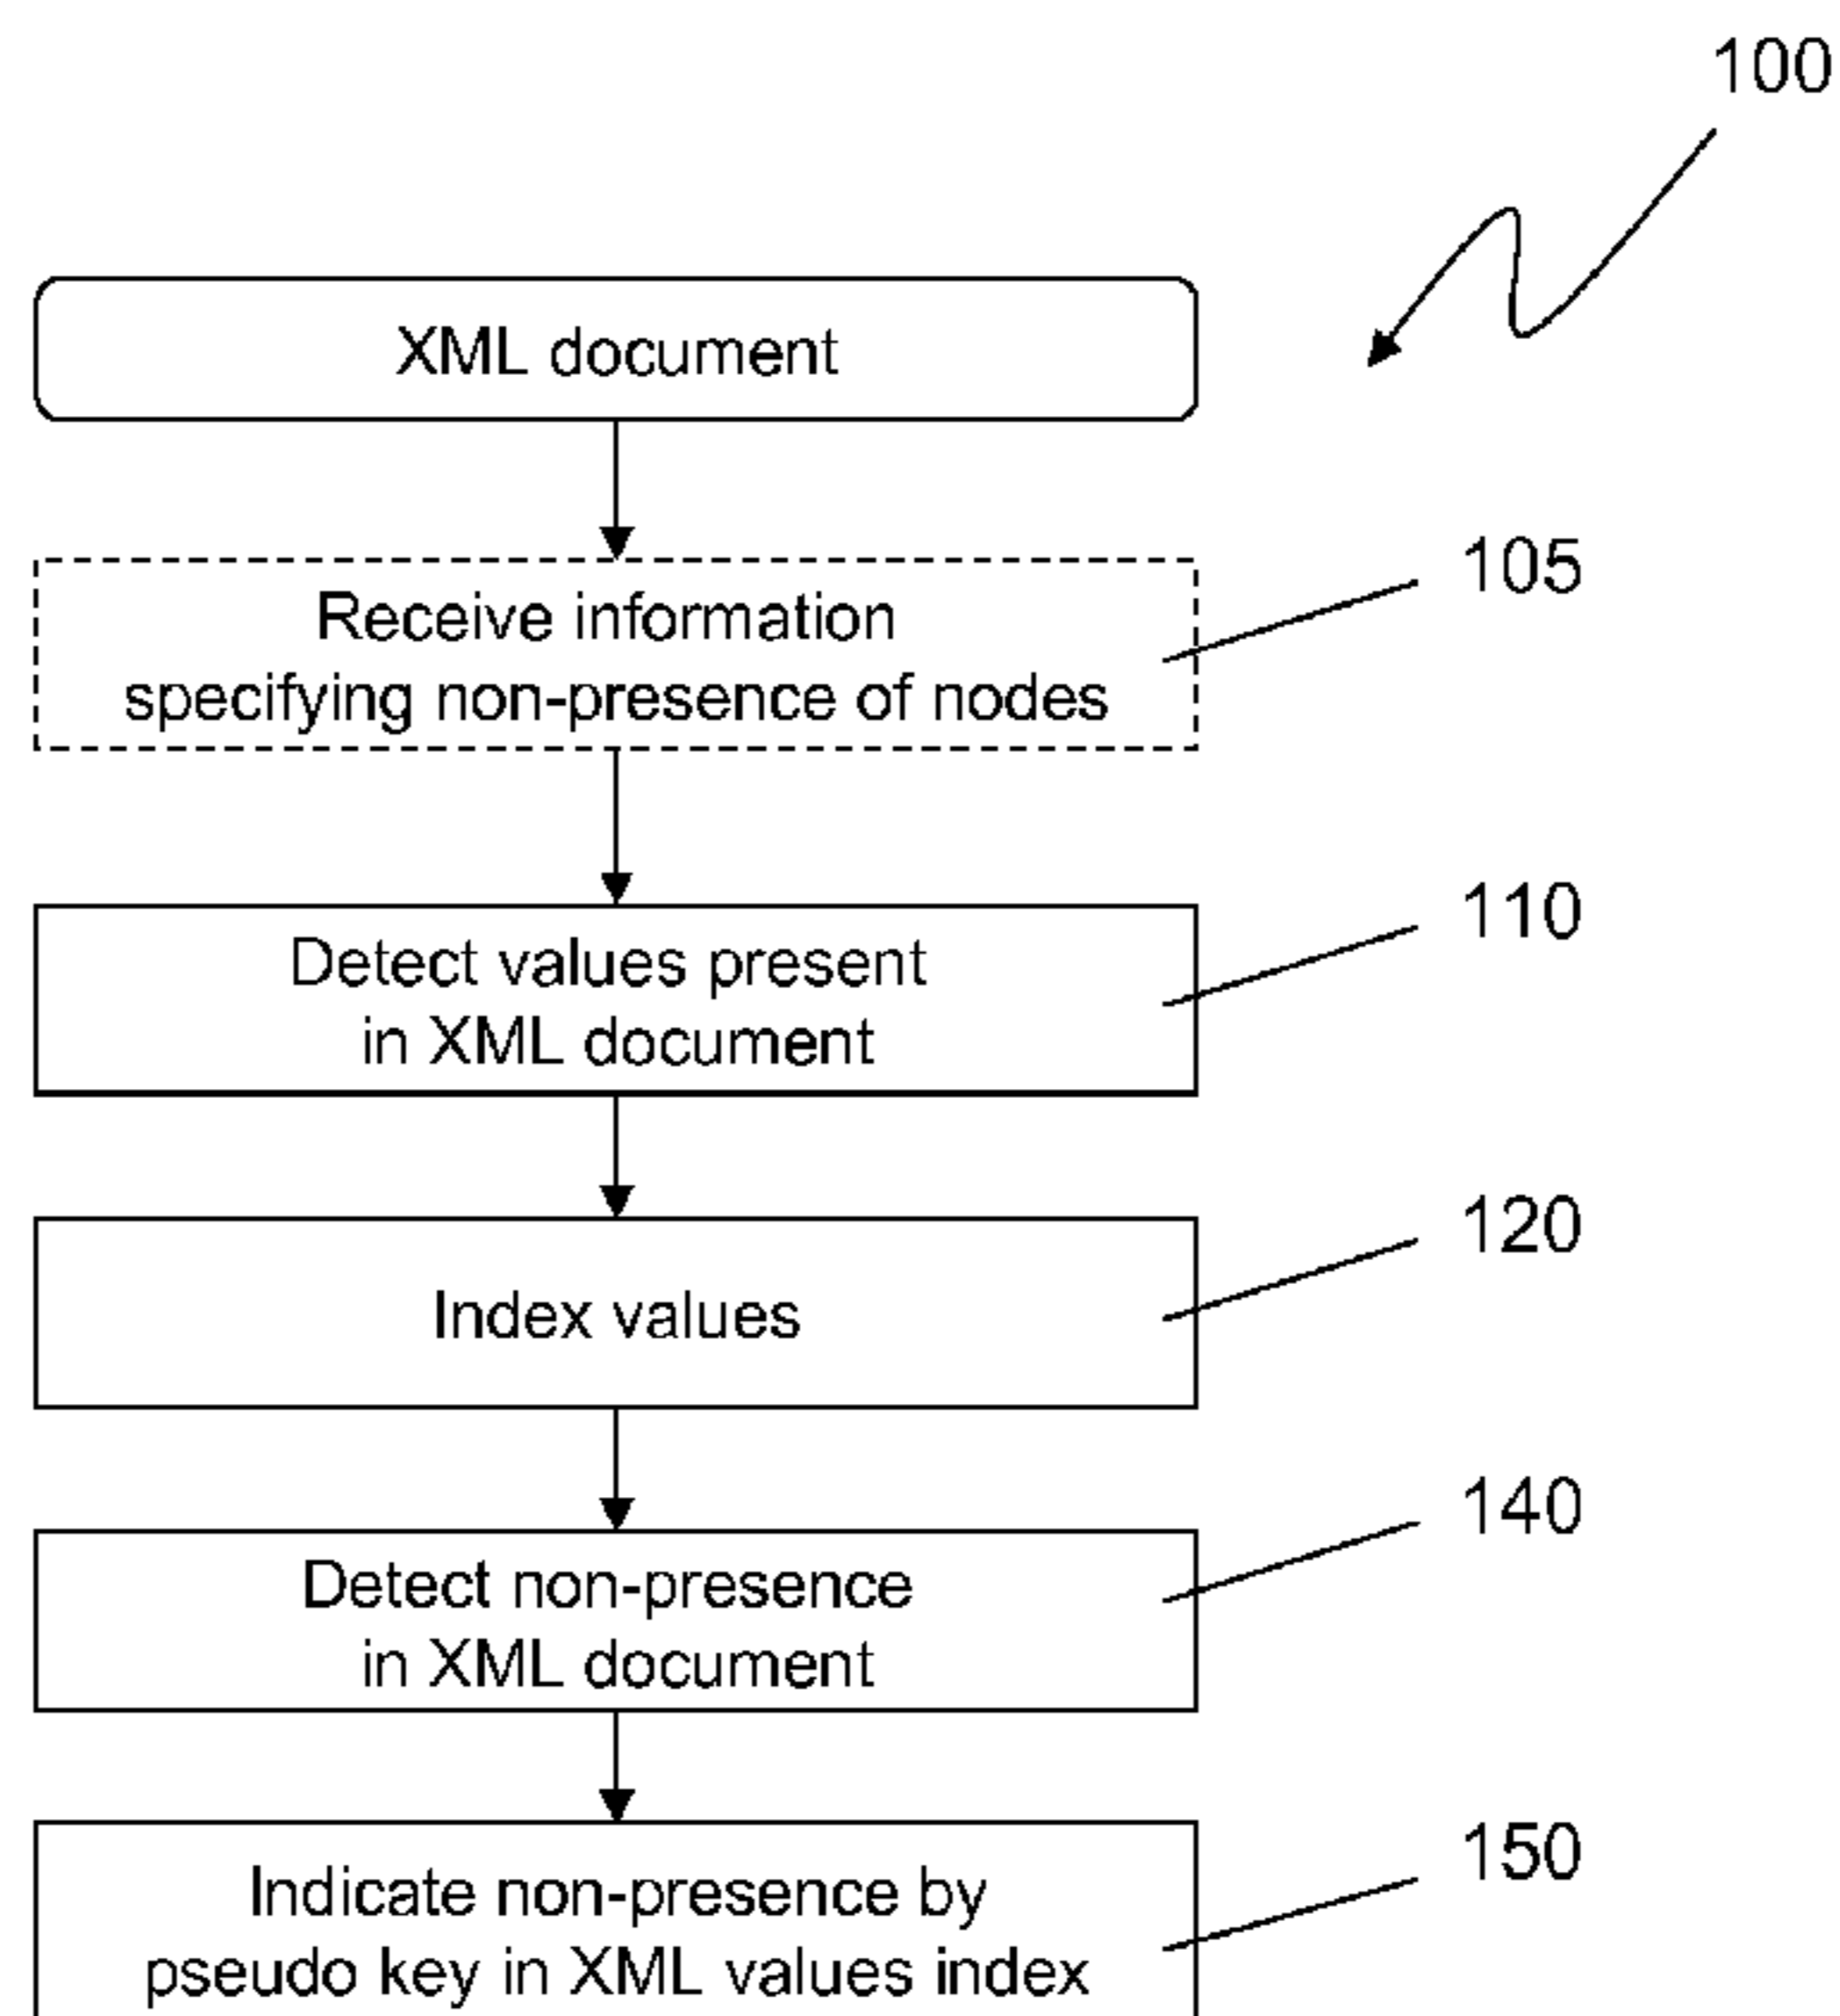 100
XML document
Receive information
specifying non-presence of nodes
105
Detect values present
in XML document
110
Index values
120
Detect non-presence
in XML document
140
Indicate non-presence by
pseudo key in XML values index
150